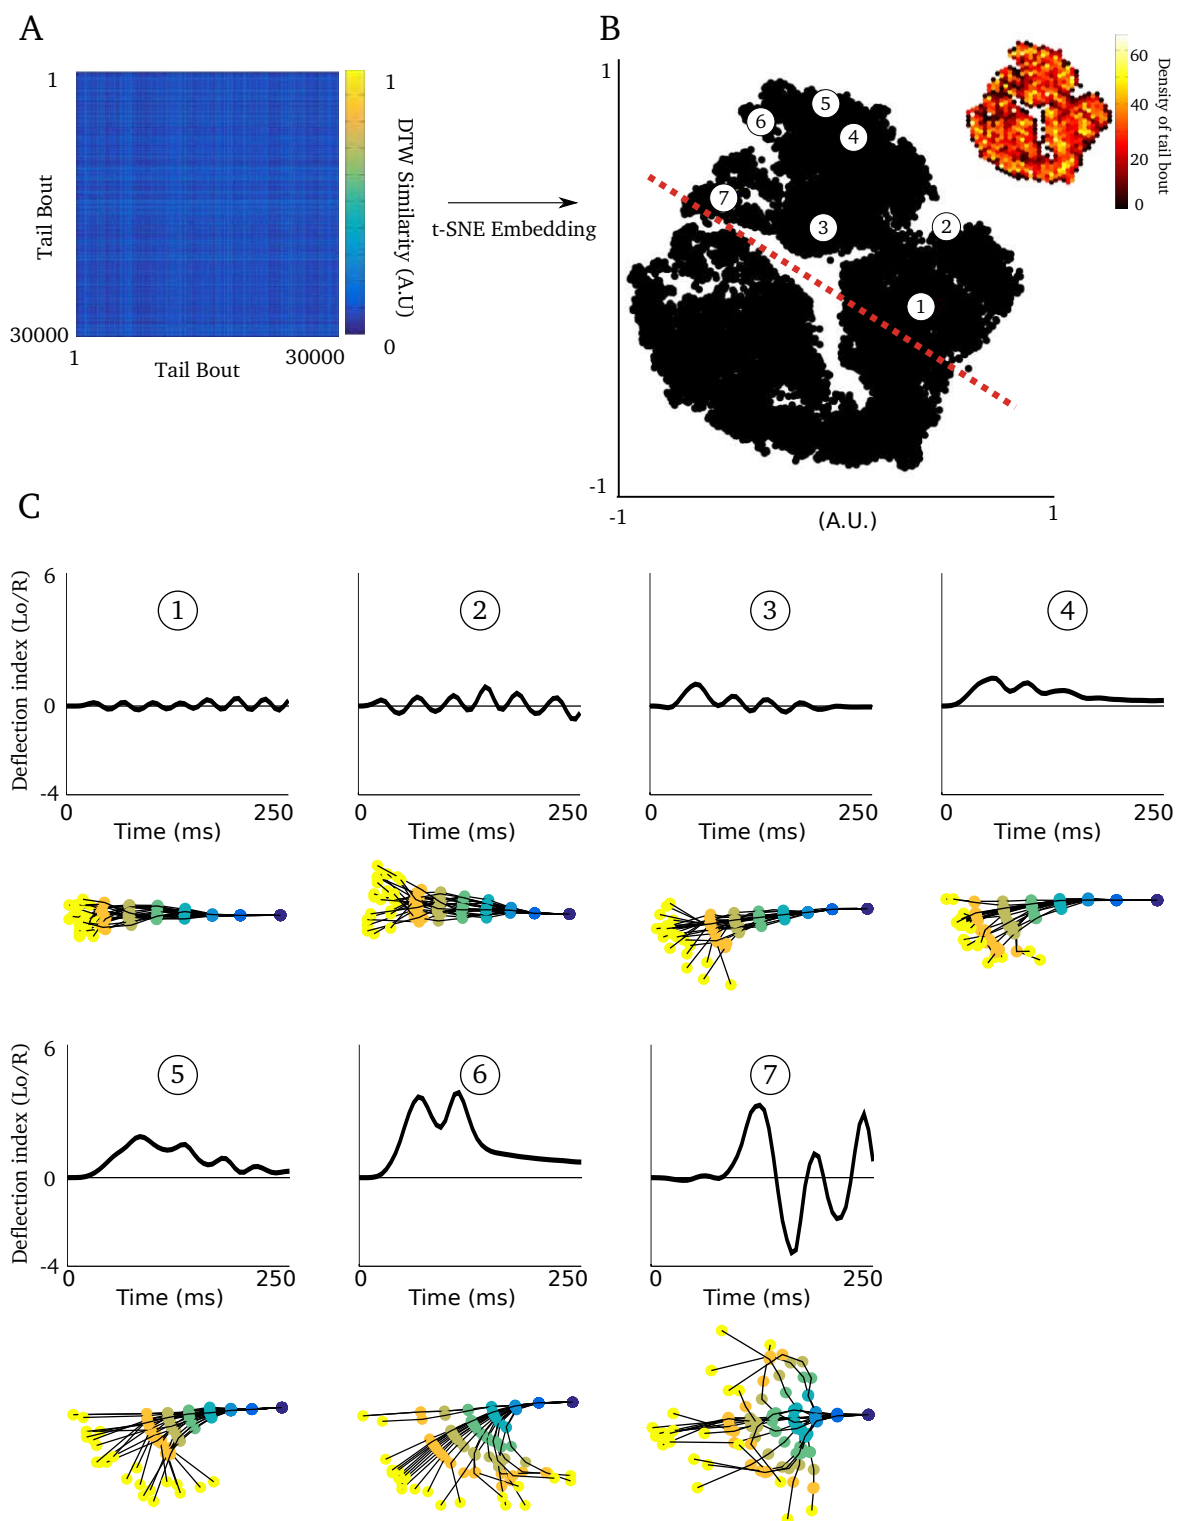 A
1
Tail Bout
30000
1
30000
Tail Bout
1
DTW Similarity (A.U)
0
t-SNE Embedding
B
1
-1
-1
1
(A.U.)
5
6
4
7
3
2
1
60
40
20
0
Density of tail bout
C
Deflection index (Lo/R)
6
0
-4
1
0
250
Time (ms)
2
0
250
Time (ms)
3
0
250
Time (ms)
4
0
250
Time (ms)
Deflection index (Lo/R)
6
0
-4
5
0
250
Time (ms)
6
0
250
Time (ms)
7
0
250
Time (ms)